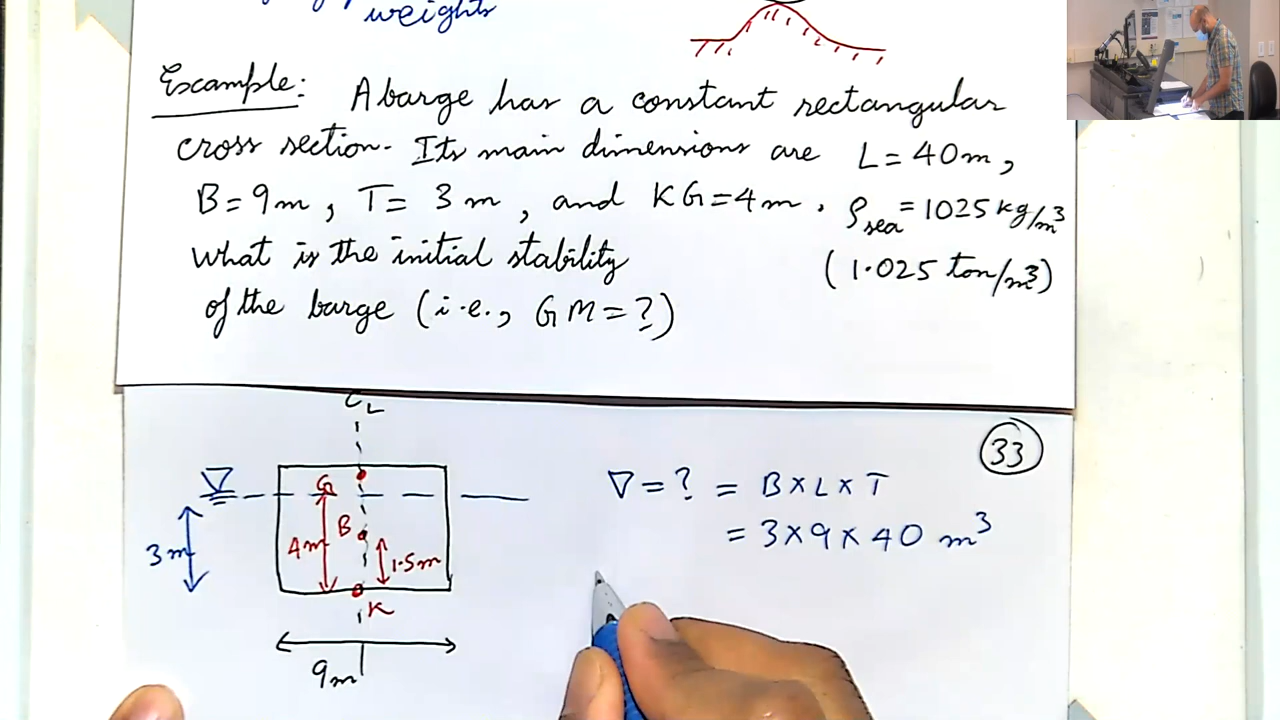 weights
Example: A barge has a constant rectangular
cross section. Its main dimensions are L = 40m,
B = 9m, T = 3m, and KG = 4m. ρsea = 1025 kg/m³
What is the initial stability
(1.025 ton/m³)
of the barge (i.e., GM = ?)
CL
33
∇
G
∇ = ? = B × L × T
3m
B
= 3 × 9 × 40 m³
4m
1.5m
K
9m